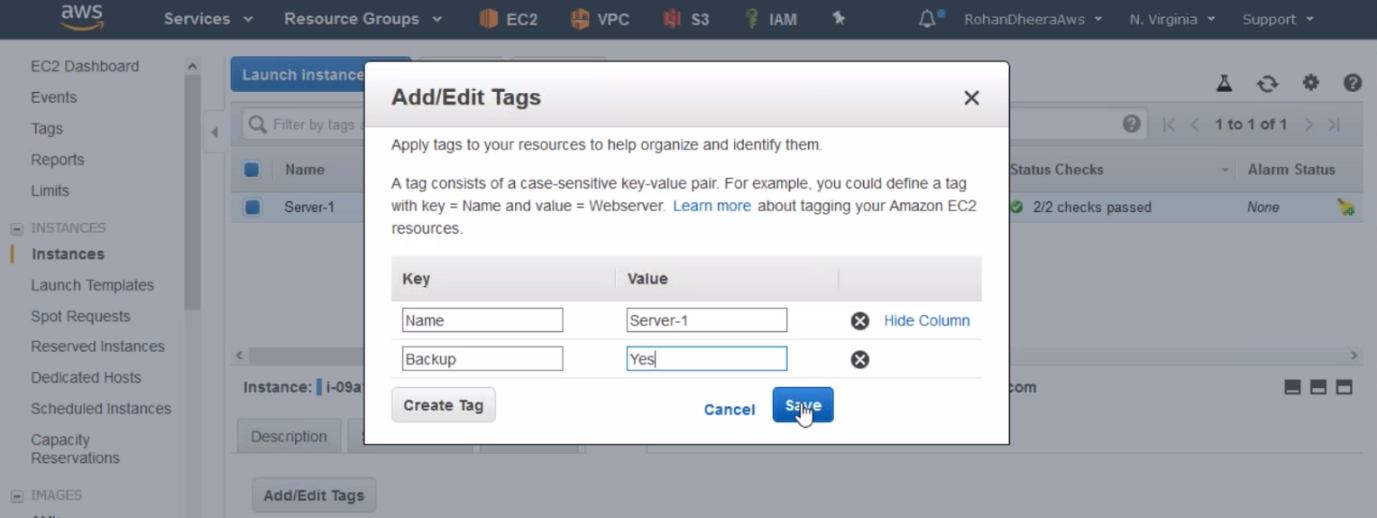 aws Services Resource Groups EC2 VPC S3 IAM RohanDheeraAws N. Virginia Support
EC2 Dashboard
Events
Tags
Reports
Limits
INSTANCES
Instances
Launch Templates
Spot Requests
Reserved Instances
Dedicated Hosts
Scheduled Instances
Capacity
Reservations
IMAGES
Launch Instance
Filter by tags
1 to 1 of 1
Name Status Checks Alarm Status
Server-1 2/2 checks passed None
Add/Edit Tags
Apply tags to your resources to help organize and identify them.
A tag consists of a case-sensitive key-value pair. For example, you could define a tag
with key = Name and value = Webserver. Learn more about tagging your Amazon EC2
resources.
Key Value
Name Server-1 Hide Column
Backup Yes
Create Tag Cancel Save
Instance: i-09a com
Description
Add/Edit Tags